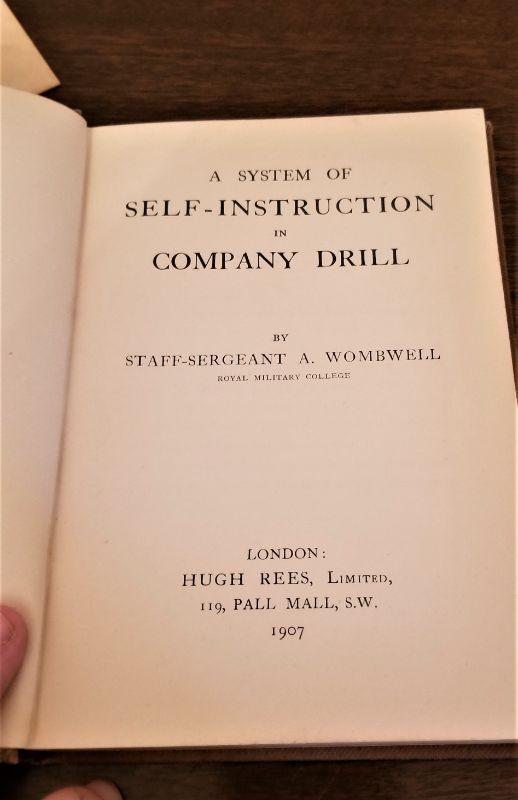 A SYSTEM OF
SELF-INSTRUCTION
IN
COMPANY DRILL
BY
STAFF-SERGEANT A. WOMBWELL
ROYAL MILITARY COLLEGE
LONDON:
HUGH REES, LIMITED,
119, PALL MALL, S.W.
1907